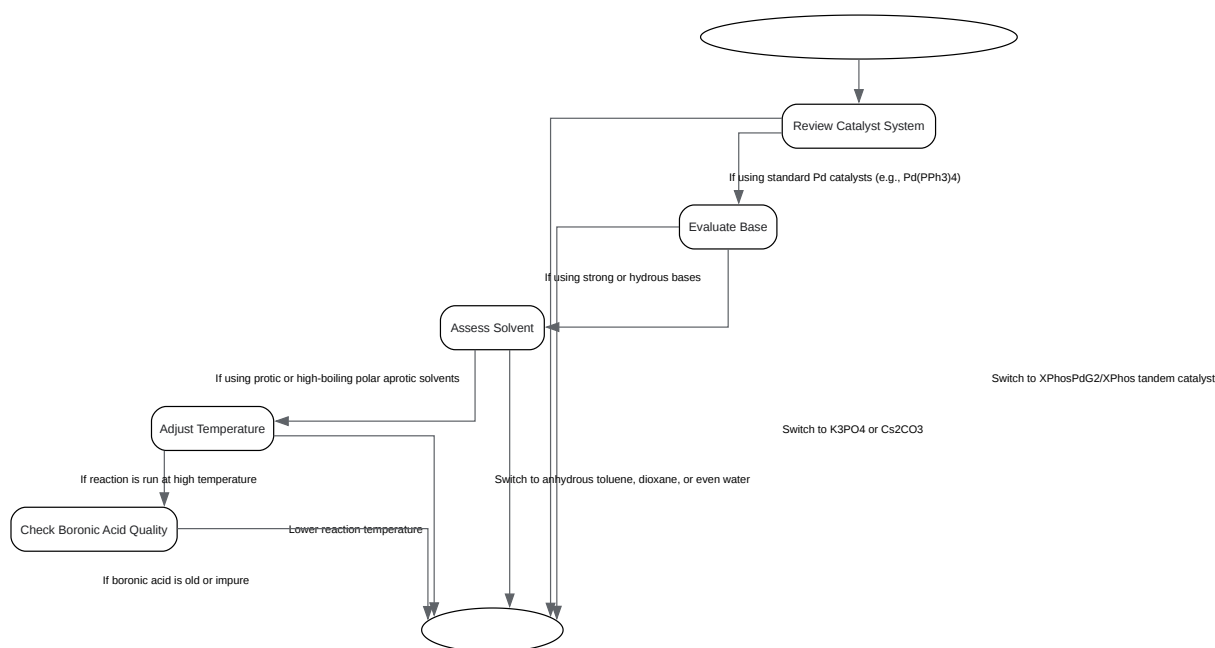 Review Catalyst System
If using standard Pd catalysts (e.g., Pd(PPh3)4)
Evaluate Base
If using strong or hydrous bases
Assess Solvent
If using protic or high-boiling polar aprotic solvents
Switch to XPhosPdG2/XPhos tandem catalyst
Adjust Temperature
Switch to K3PO4 or Cs2CO3
If reaction is run at high temperature
Switch to anhydrous toluene, dioxane, or even water
Check Boronic Acid Quality
Lower reaction temperature
If boronic acid is old or impure